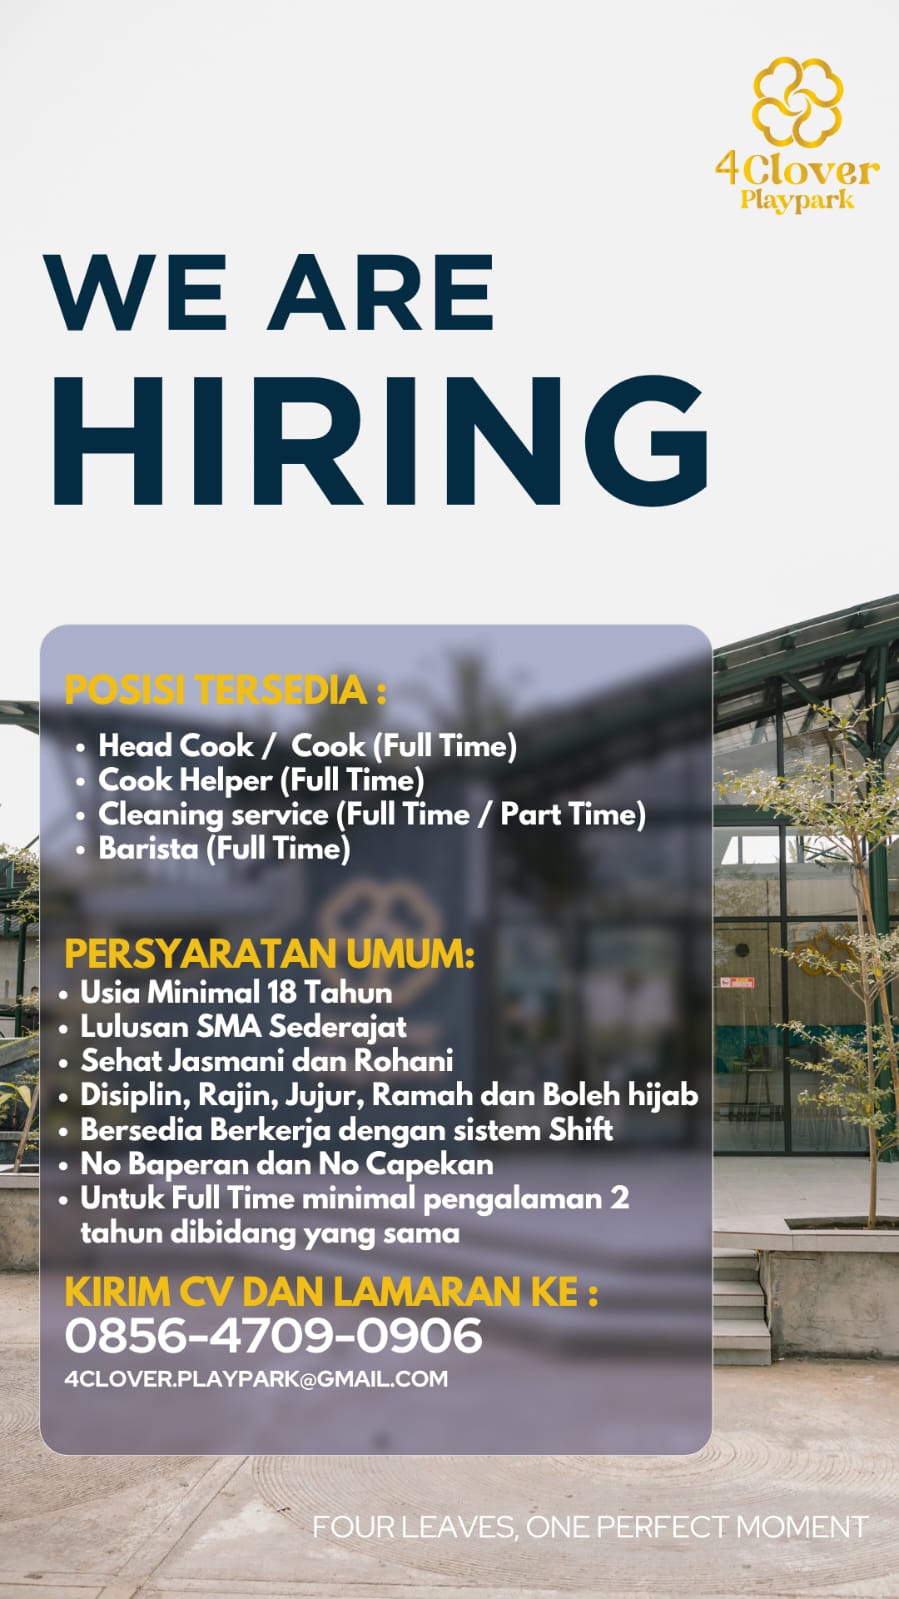 4Clover
Playpark
WE ARE
HIRING
POSISI TERSEDIA :
• Head Cook / Cook (Full Time)
• Cook Helper (Full Time)
• Cleaning service (Full Time / Part Time)
• Barista (Full Time)
PERSYARATAN UMUM:
• Usia Minimal 18 Tahun
• Lulusan SMA Sederajat
• Sehat Jasmani dan Rohani
• Disiplin, Rajin, Jujur, Ramah dan Boleh hijab
• Bersedia Berkerja dengan sistem Shift
• No Baperan dan No Capekan
• Untuk Full Time minimal pengalaman 2
tahun dibidang yang sama
KIRIM CV DAN LAMARAN KE :
0856-4709-0906
4CLOVER.PLAYPARK@GMAIL.COM
FOUR LEAVES, ONE PERFECT MOMENT